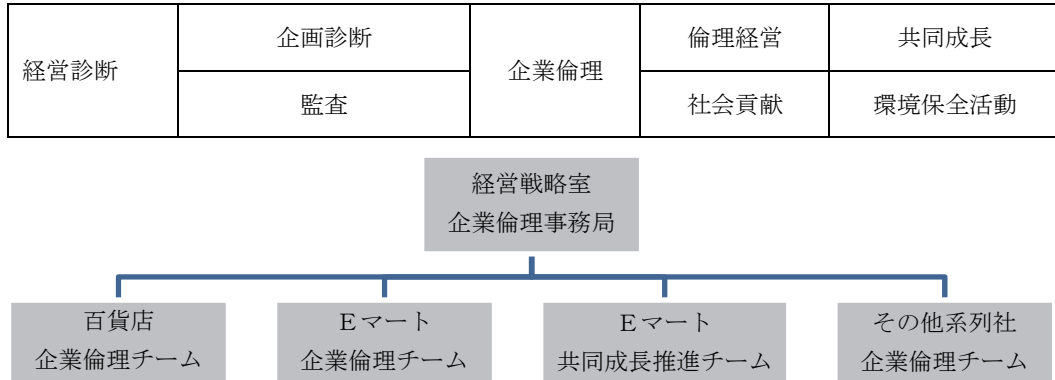 経営診断
企画診断
監査
企業倫理
倫理経営
共同成長
社会貢献
環境保全活動
経営戦略室
企業倫理事務局
百貨店
企業倫理チーム
Eマート
企業倫理チーム
Eマート
共同成長推進チーム
その他系列社
企業倫理チーム